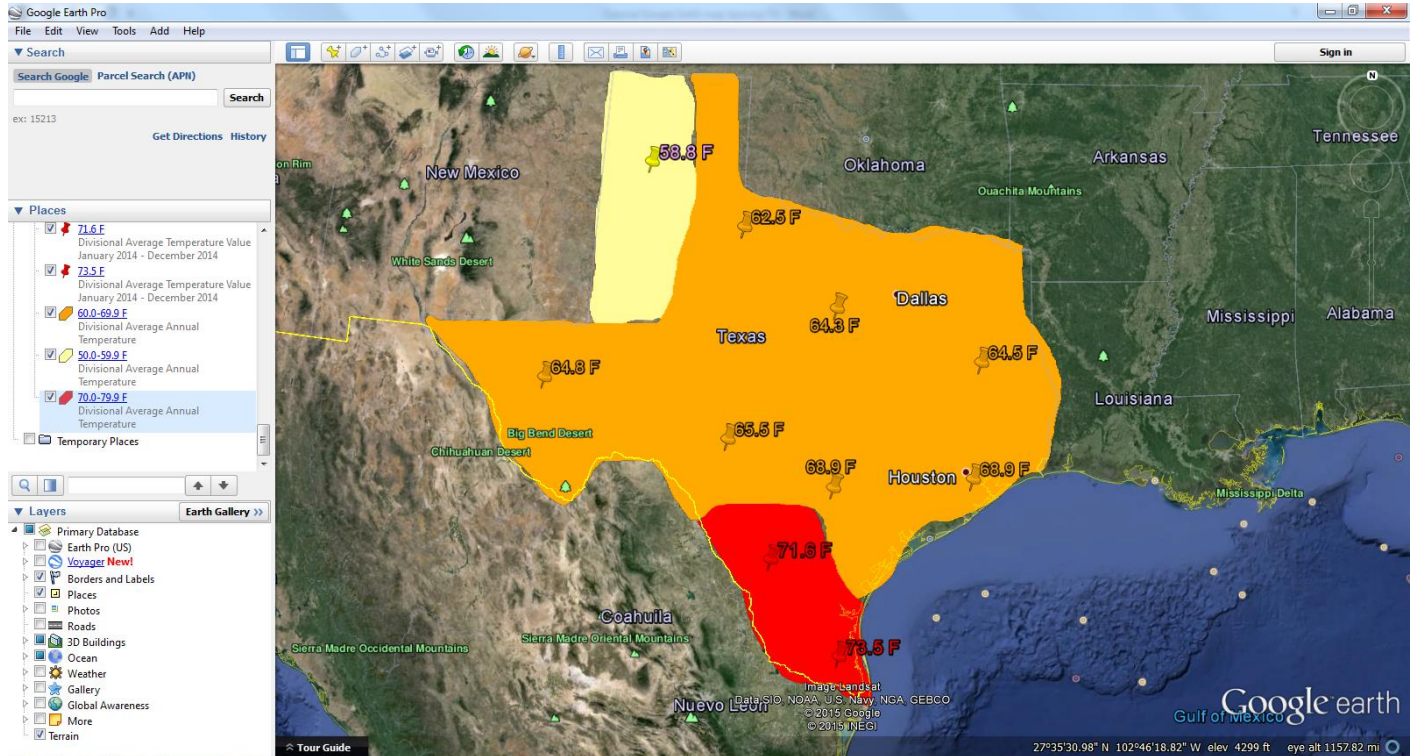 Google Earth Pro
File Edit View Tools Add Help
Search
Sign in
Search Google Parcel Search (APN)
Search
ex: 15213
Get Directions History
Places
71.6 F
Divisional Average Temperature Value
January 2014 - December 2014
73.5 F
Divisional Average Temperature Value
January 2014 - December 2014
60.0-69.9 F
Divisional Average Annual
Temperature
50.0-59.9 F
Divisional Average Annual
Temperature
70.0-79.9 F
Divisional Average Annual
Temperature
Temporary Places
Layers
Earth Gallery >>
Primary Database
Earth Pro (US)
Voyager New!
Borders and Labels
Places
Photos
Roads
3D Buildings
Ocean
Weather
Gallery
Global Awareness
More
Terrain
N
Tennessee
58.8 F
Oklahoma
Arkansas
on Rim
New Mexico
Ouachita Mountains
62.5 F
White Sands Desert
Dallas
64.3 F
Mississippi
Alabama
Texas
64.5 F
64.8 F
Louisiana
65.5 F
Big Bend Desert
Chihuahuan Desert
68.9 F
Houston
68.9 F
Mississippi Delta
71.6 F
Coahuila
Sierra Madre Oriental Mountains
Sierra Madre Occidental Mountains
73.5 F
Image Landsat
Nuevo León
Data SIO, NOAA, U.S. Navy, NGA, GEBCO
© 2015 Google
© 2015 INEGI
Gulf of Mexico
Google earth
Tour Guide
27°35'30.98" N 102°46'18.82" W elev 4299 ft eye alt 1157.82 mi